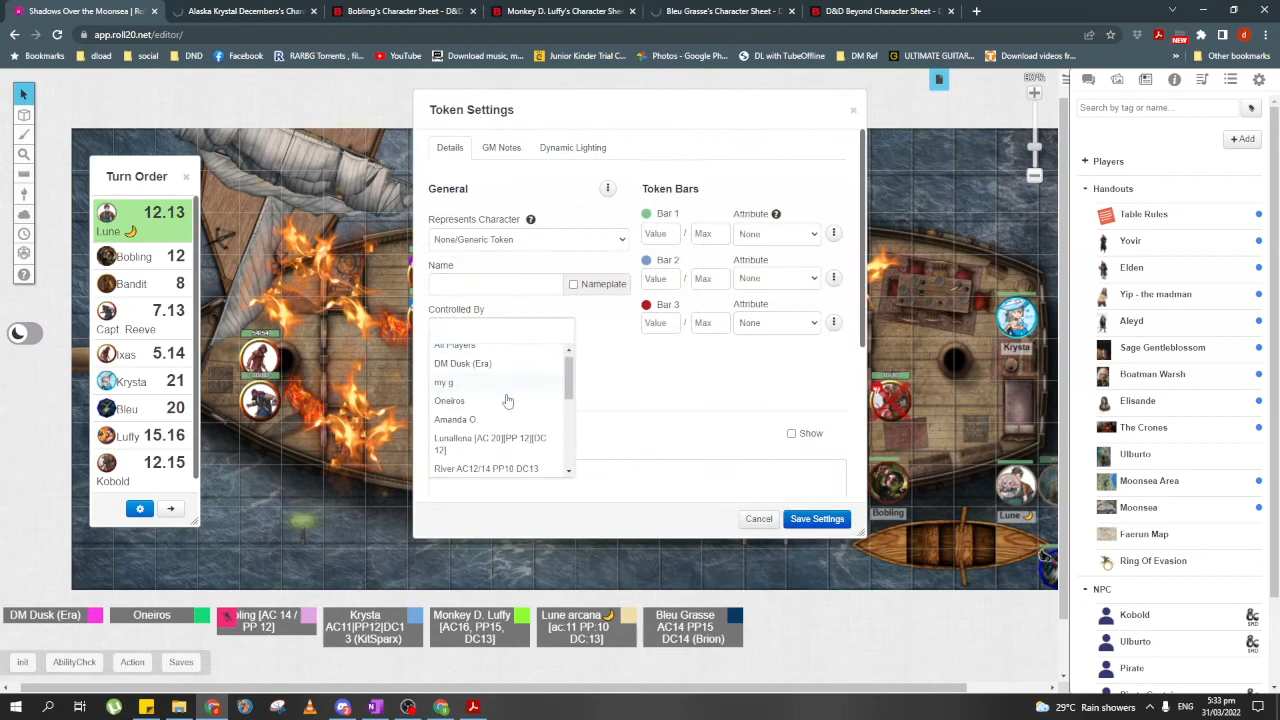 Shadows Over the Moonsea | Ro
Alaska Krystal Decembers's Char
Bobling's Character Sheet - D&D
Monkey D. Luffy's Character She
Bleu Grasse's Character Sheet - D
D&D Beyond Character Sheet - D
app.roll20.net/editor/
Bookmarks
dload
social
DND
Facebook
RARBG Torrents , fil...
YouTube
Download music, m...
Junior Kinder Trial C...
Photos - Google Ph...
DL with TubeOffline
DM Ref
ULTIMATE GUITAR...
Download videos f...
Other bookmarks
NEW
d
Turn Order
12.13
Lune 🌙
Bobling 12
Bandit 8
7.13
Capt. Reeve
Ixas 5.14
Krysta 21
Bleu 20
Luffy 15.16
12.15
Kobold
Token Settings
Details
GM Notes
Dynamic Lighting
General
Represents Character
None/Generic Token
Name
Nameplate
Controlled By
All Players
DM Dusk (Era)
my g
Oneiros
Amanda O.
Lunallena [AC 20][PP 12][DC
12]
River AC12/14 PP10 DC13
Token Bars
Bar 1
Attribute
Value / Max
None
Bar 2
Attribute
Value / Max
None
Bar 3
Attribute
Value / Max
None
Show
Cancel
Save Settings
80%
Krysta
Bobling
Lune 🌙
Search by tag or name...
+ Add
Players
Handouts
Table Rules
Yovir
Elden
Yip - the madman
Aleyd
Sage Gentleblossom
Boatman Warsh
Elisande
The Crones
Ulburto
Moonsea Area
Moonsea
Faerun Map
Ring Of Evasion
NPC
Kobold
Ulburto
Pirate
DM Dusk (Era)
Oneiros
bling [AC 14 /
PP 12]
Krysta
AC11|PP12|DC1
3 (KitSparx)
Monkey D. Luffy
[AC16, PP15,
DC13]
Lune arcana🌙
[ac:11 PP:10
DC:13]
Bleu Grasse
AC14 PP15
DC14 (Brion)
init
AbilityChck
Action
Saves
29°C Rain showers
5:33 pm
31/03/2022